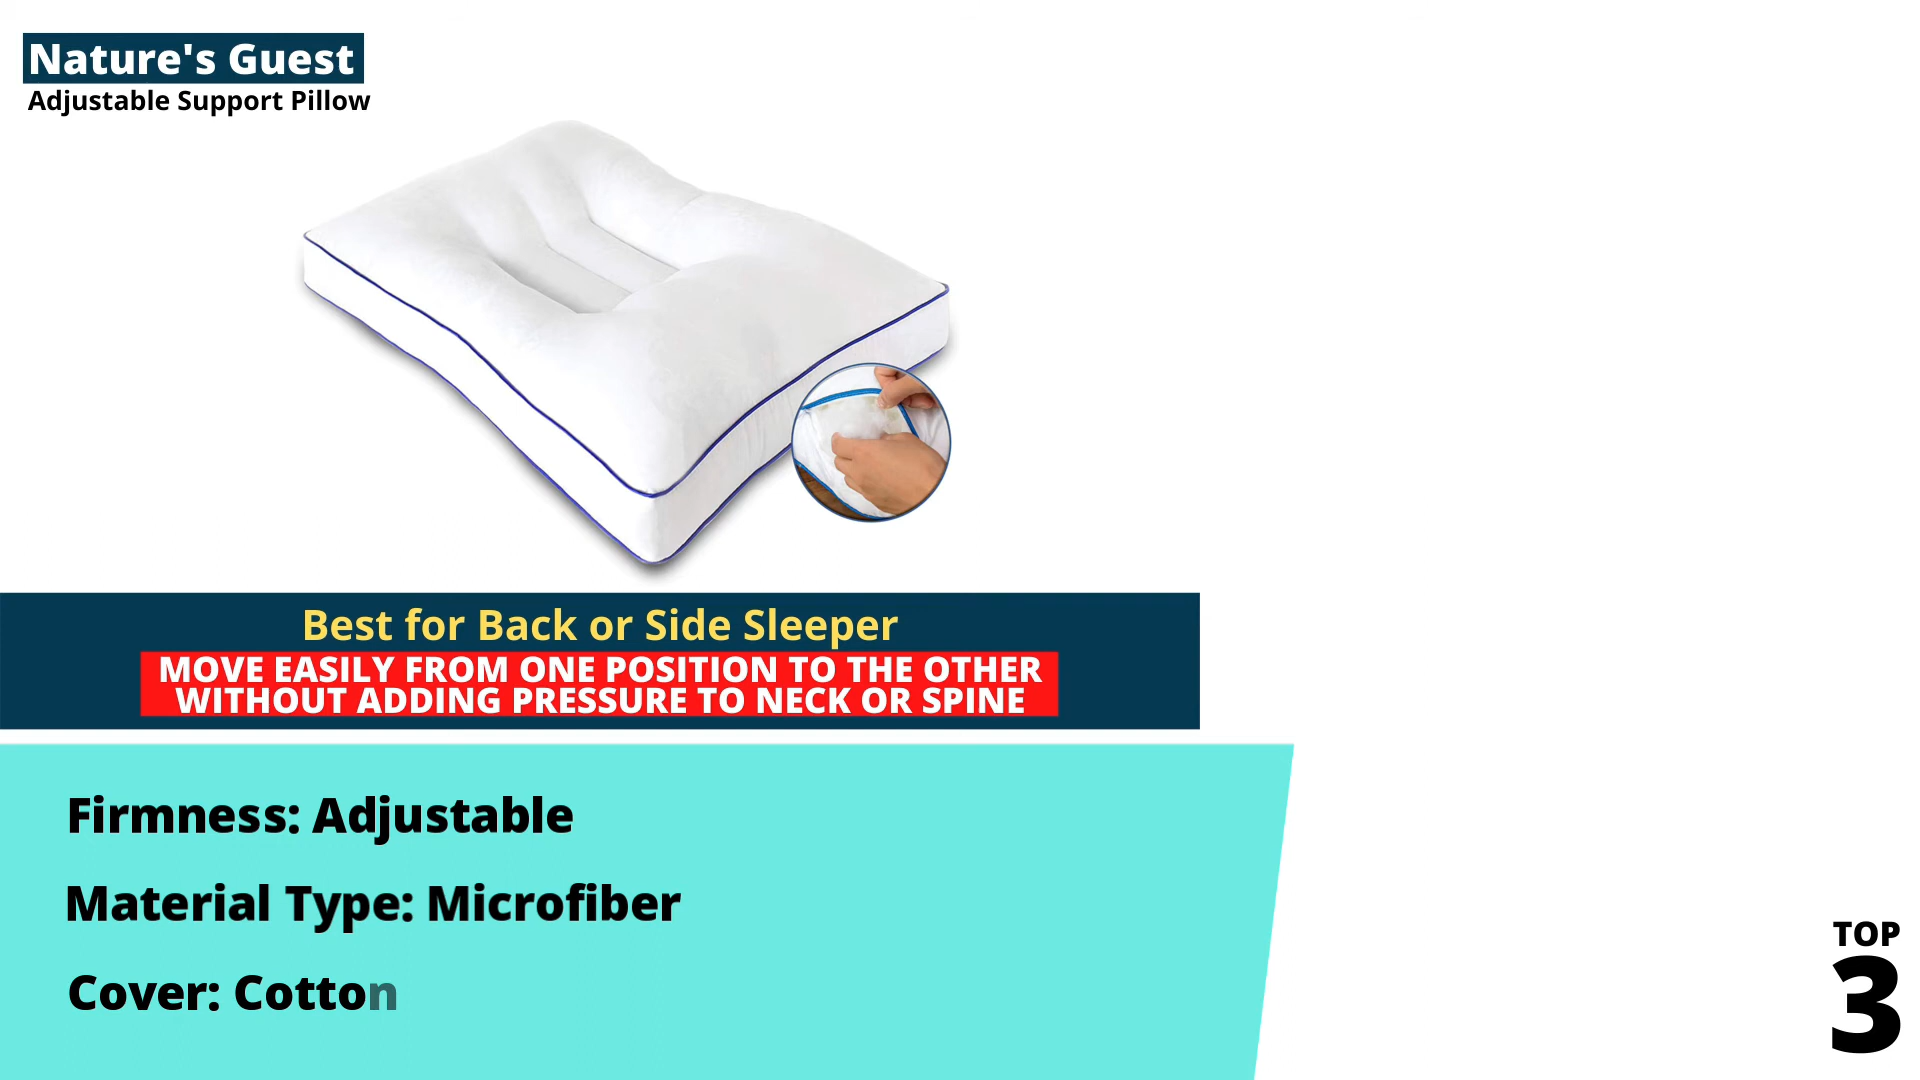 Nature's Guest
Adjustable Support Pillow
Best for Back or Side Sleeper
MOVE EASILY FROM ONE POSITION TO THE OTHER
WITHOUT ADDING PRESSURE TO NECK OR SPINE
Firmness: Adjustable
Material Type: Microfiber
Cover: Cotton
TOP
3